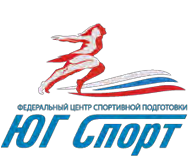 ФЕДЕРАЛЬНЫЙ ЦЕНТР СПОРТИВНОЙ ПОДГОТОВКИ
ЮГ Спорт